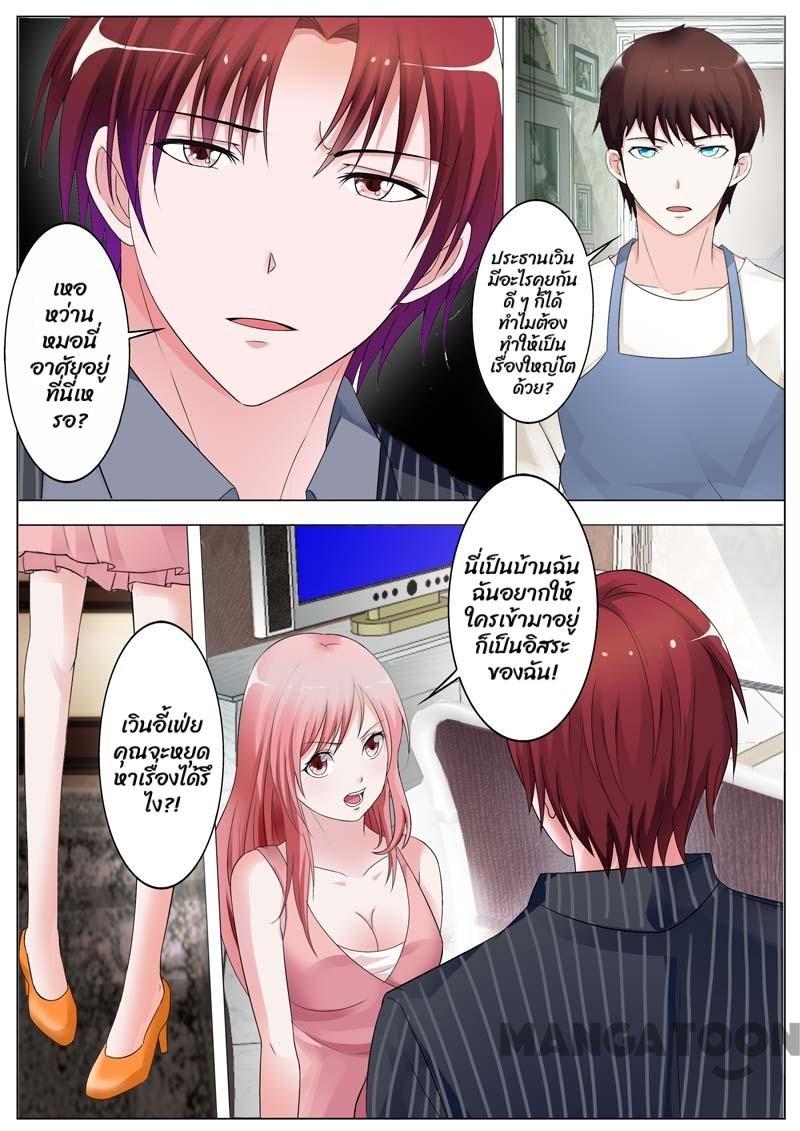 ประธานเวิน
มีอะไรคุยกัน
ดี ๆ ก็ได้
ทำไมต้อง
ทำให้เป็น
เรื่องใหญ่โต
ด้วย?
เหอ
หว่าน
หมอนี่
อาศัยอยู่
ที่นี่เห
รอ?
นี่เป็นบ้านฉัน
ฉันอยากให้
ใครเข้ามาอยู่
ก็เป็นอิสระ
ของฉัน!
เวินอี้เฟ่ย
คุณจะหยุด
หาเรื่องได้รึ
ไง?!
MANGATOON